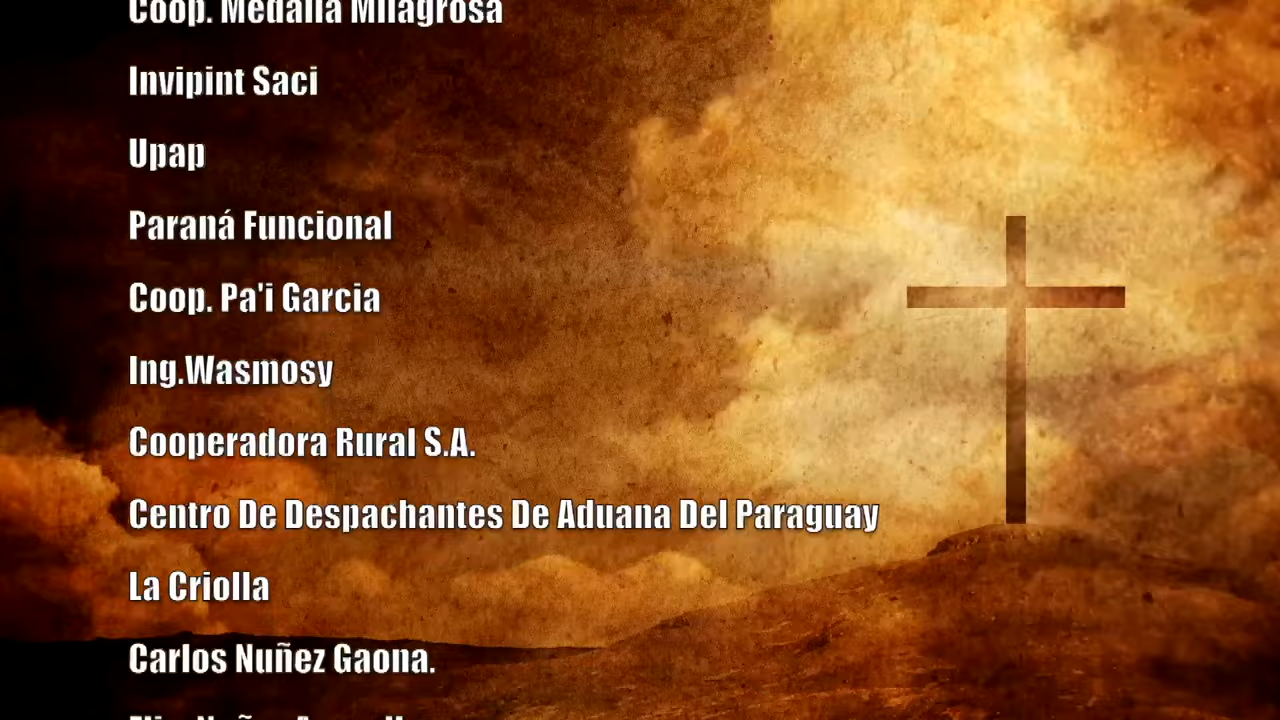 Coop. Medalla Milagrosa
Invipint Saci
Upap
Paraná Funcional
Coop. Pa'i Garcia
Ing.Wasmosy
Cooperadora Rural S.A.
Centro De Despachantes De Aduana Del Paraguay
La Criolla
Carlos Nuñez Gaona.